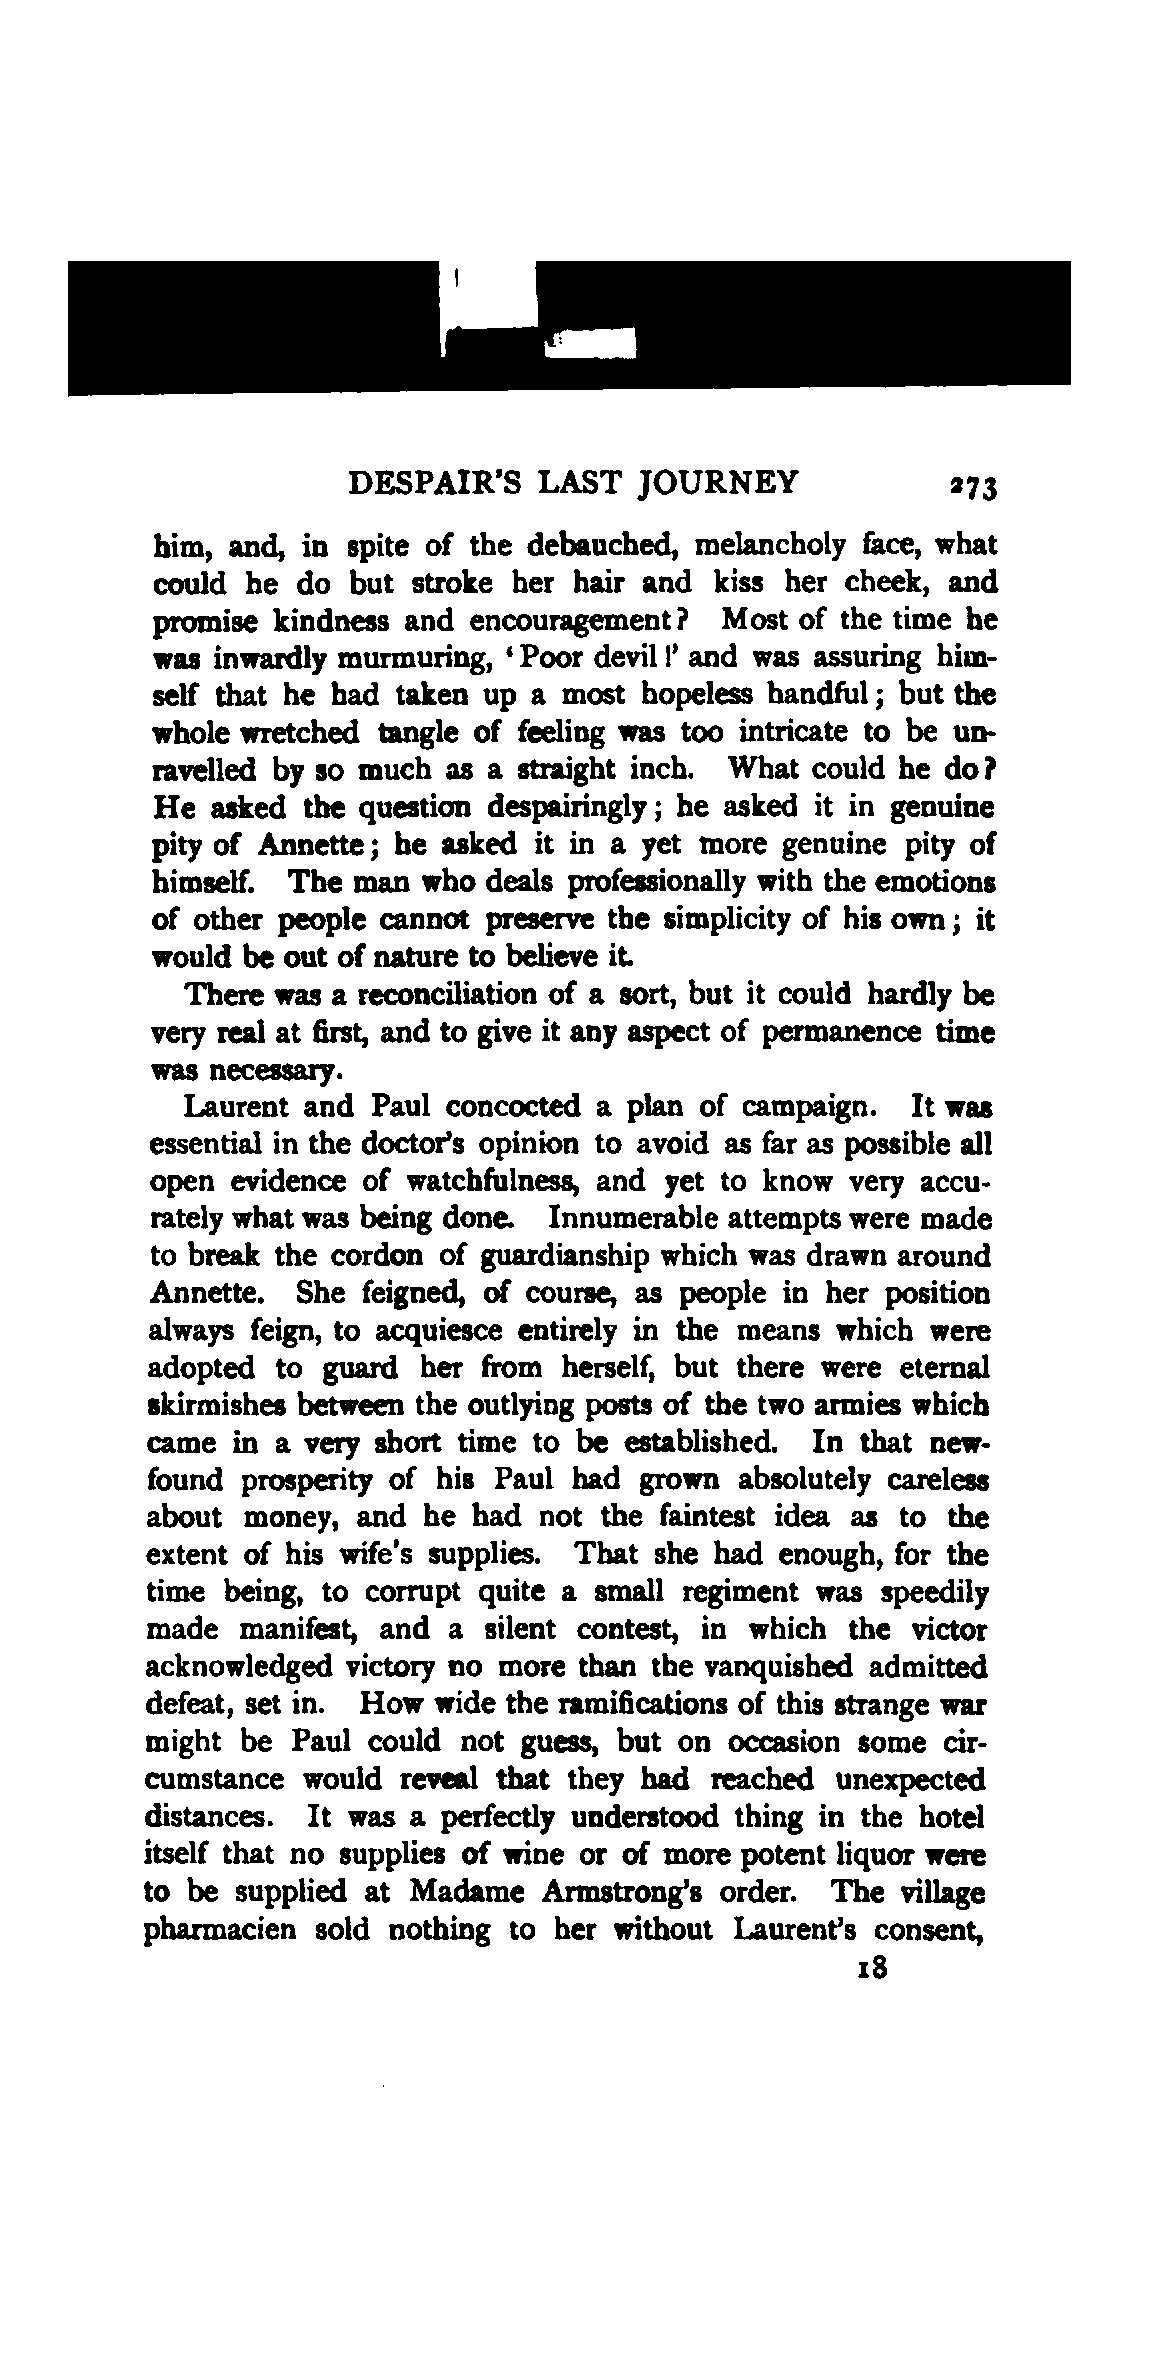 DESPAIR'S LAST JOURNEY 273
him, and, in spite of the debauched, melancholy face, what
could he do but stroke her hair and kiss her cheek, and
promise kindness and encouragement? Most of the time he
was inwardly murmuring, 'Poor devil!' and was assuring him-
self that he had taken up a most hopeless handful; but the
whole wretched tangle of feeling was too intricate to be un-
ravelled by so much as a straight inch. What could he do?
He asked the question despairingly; he asked it in genuine
pity of Annette; he asked it in a yet more genuine pity of
himself. The man who deals professionally with the emotions
of other people cannot preserve the simplicity of his own; it
would be out of nature to believe it.
There was a reconciliation of a sort, but it could hardly be
very real at first, and to give it any aspect of permanence time
was necessary.
Laurent and Paul concocted a plan of campaign. It was
essential in the doctor's opinion to avoid as far as possible all
open evidence of watchfulness, and yet to know very accu-
rately what was being done. Innumerable attempts were made
to break the cordon of guardianship which was drawn around
Annette. She feigned, of course, as people in her position
always feign, to acquiesce entirely in the means which were
adopted to guard her from herself, but there were eternal
skirmishes between the outlying posts of the two armies which
came in a very short time to be established. In that new-
found prosperity of his Paul had grown absolutely careless
about money, and he had not the faintest idea as to the
extent of his wife's supplies. That she had enough, for the
time being, to corrupt quite a small regiment was speedily
made manifest, and a silent contest, in which the victor
acknowledged victory no more than the vanquished admitted
defeat, set in. How wide the ramifications of this strange war
might be Paul could not guess, but on occasion some cir-
cumstance would reveal that they had reached unexpected
distances. It was a perfectly understood thing in the hotel
itself that no supplies of wine or of more potent liquor were
to be supplied at Madame Armstrong's order. The village
pharmacien sold nothing to her without Laurent's consent,
18